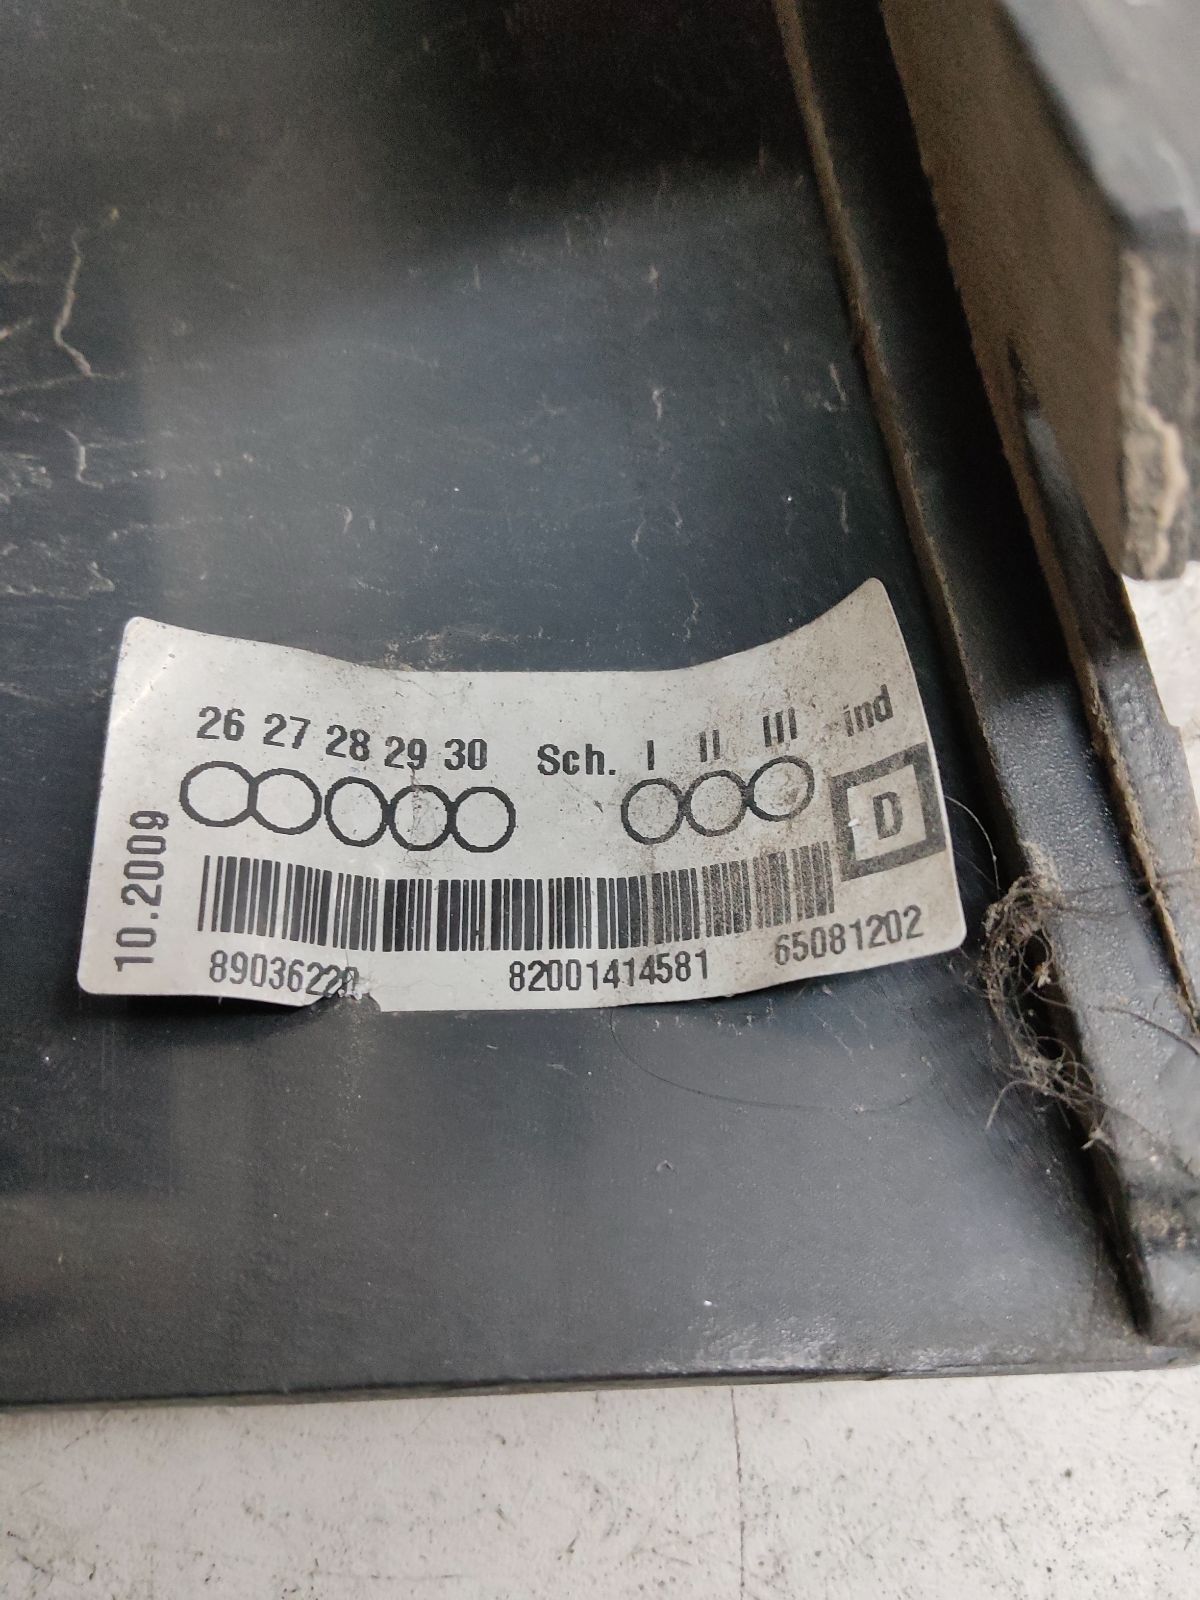 26 27 28 29 30 Sch. I II III ind
D
10.2009
89036220 82001414581 65081202